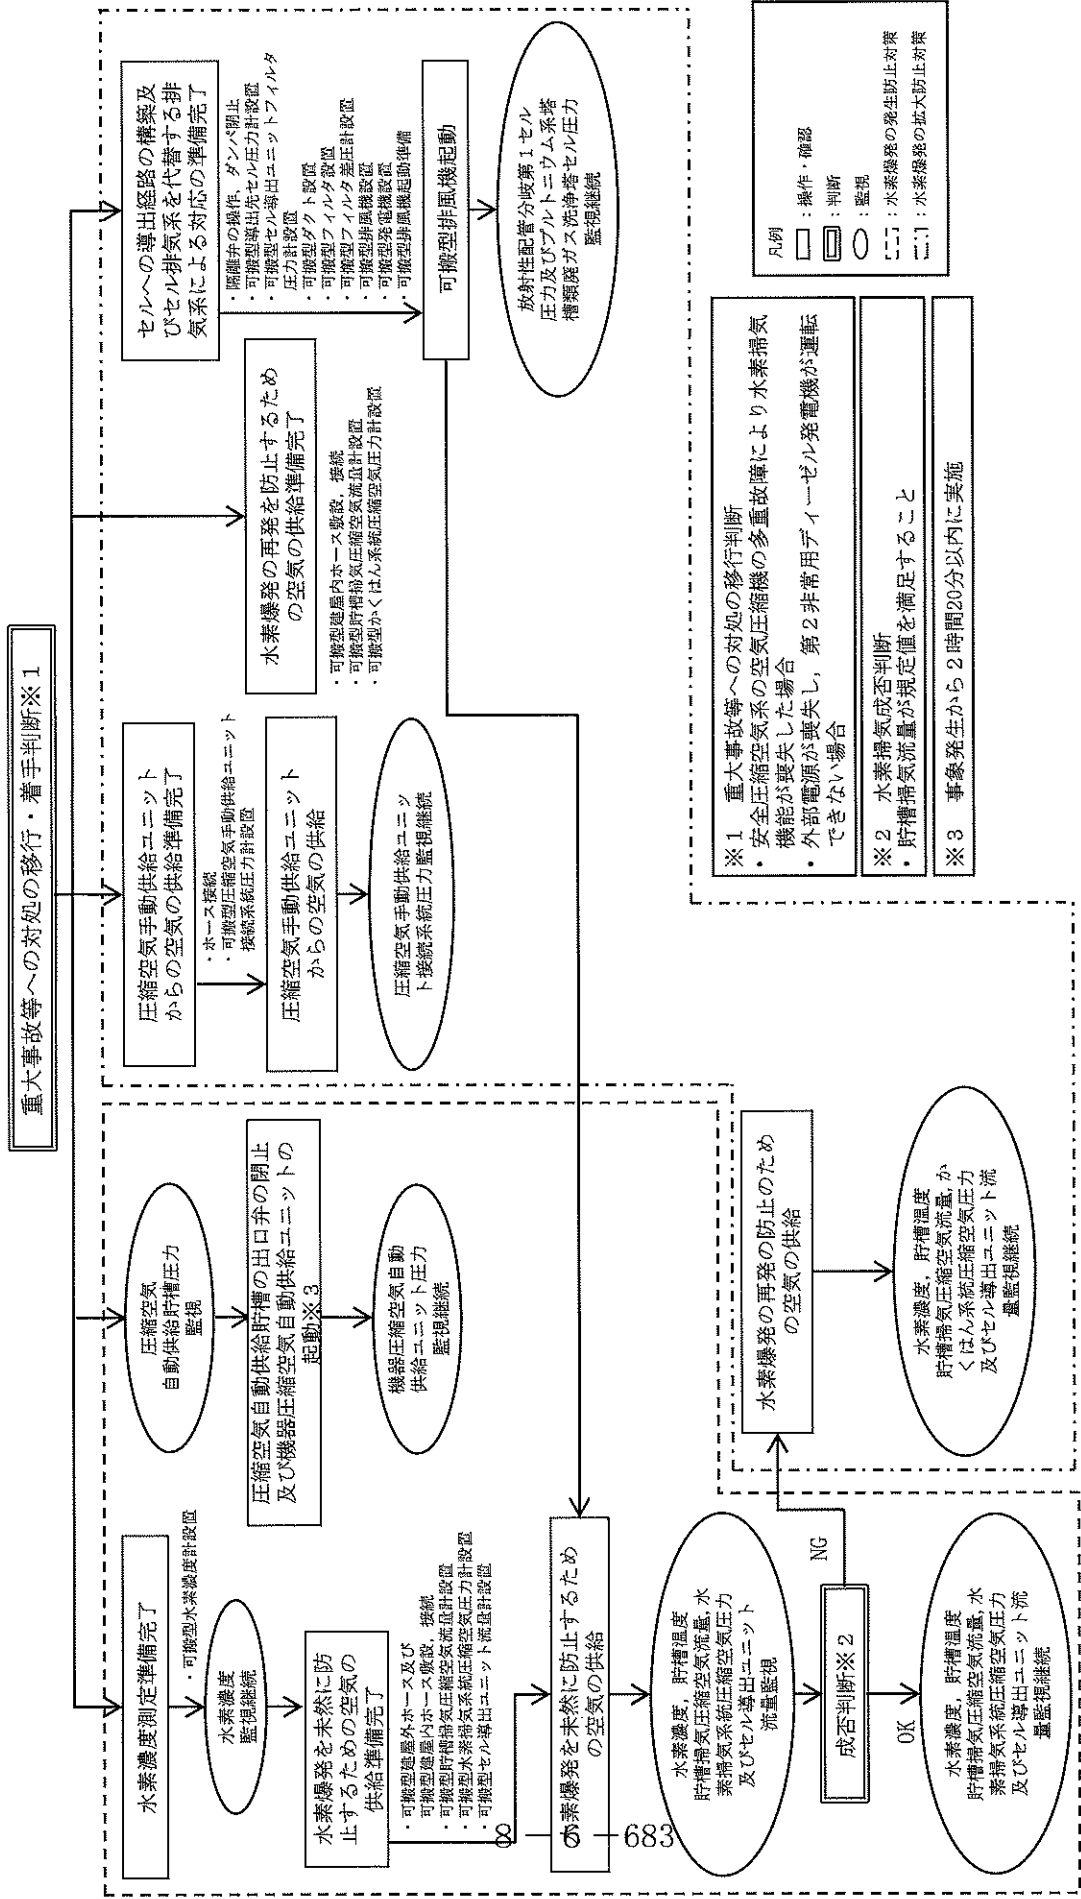 重大事故等への対処の移行・着手判断※1
水素濃度測定準備完了
・可搬型水素濃度計設置
水素濃度
監視継続
水素爆発を未然に防
止するための空気の
供給準備完了
・可搬型建屋外ホース及び
可搬型建屋内ホース敷設,接続
・可搬型貯槽掃気圧縮空気流量計設置
・可搬型水素掃気系統圧縮空気圧力計設置
・可搬型セル導出ユニット流量計設置
水素爆発を未然に防止するため
の空気の供給
水素濃度,貯槽温度
貯槽掃気圧縮空気流量,水
素掃気系統圧縮空気圧力
及びセル導出ユニット
流量監視
成否判断※2
NG
OK
水素濃度,貯槽温度
貯槽掃気圧縮空気流量,水
素掃気系統圧縮空気圧力
及びセル導出ユニット流
量監視継続
圧縮空気
自動供給貯槽圧力
監視
圧縮空気自動供給貯槽の出口弁の閉止
及び機器圧縮空気自動供給ユニットの
起動※3
機器圧縮空気自動
供給ユニット圧力
監視継続
圧縮空気手動供給ユニット
からの空気の供給準備完了
・ホース接続
・可搬型圧縮空気手動供給ユニット
接続系統圧力計設置
圧縮空気手動供給ユニット
からの空気の供給
圧縮空気手動供給ユニッ
ト接続系統圧力監視継続
水素爆発の再発を防止するため
の空気の供給準備完了
・可搬型建屋内ホース敷設,接続
・可搬型貯槽掃気圧縮空気流量計設置
・可搬型かくはん系統圧縮空気圧力計設置
セルへの導出経路の構築及
びセル排気系を代替する排
気系による対応の準備完了
・隔離弁の操作,ダンパ閉止
・可搬型導出先セル圧力計設置
・可搬型セル導出ユニットフィルタ
圧力計設置
・可搬型ダクト設置
・可搬型フィルタ設置
・可搬型フィルタ差圧計設置
・可搬型排風機設置
・可搬型発電機設置
・可搬型排風機起動準備
可搬型排風機起動
放射性配管分岐第1セル
圧力及びプルトニウム系塔
槽類廃ガス洗浄塔セル圧力
監視継続
水素爆発の再発の防止のため
の空気の供給
水素濃度,貯槽温度
貯槽掃気圧縮空気流量,か
くはん系統圧縮空気圧力
及びセル導出ユニット流
量監視継続
※1 重大事故等への対処の移行判断
・安全圧縮空気系の空気圧縮機の多重故障により水素掃気
機能が喪失した場合
・外部電源が喪失し,第2非常用ディーゼル発電機が運転
できない場合
※2 水素掃気成否判断
・貯槽掃気流量が規定値を満足すること
※3 事象発生から2時間20分以内に実施
凡例
:操作・確認
:判断
:監視
:水素爆発の発生防止対策
:水素爆発の拡大防止対策
8-6-683